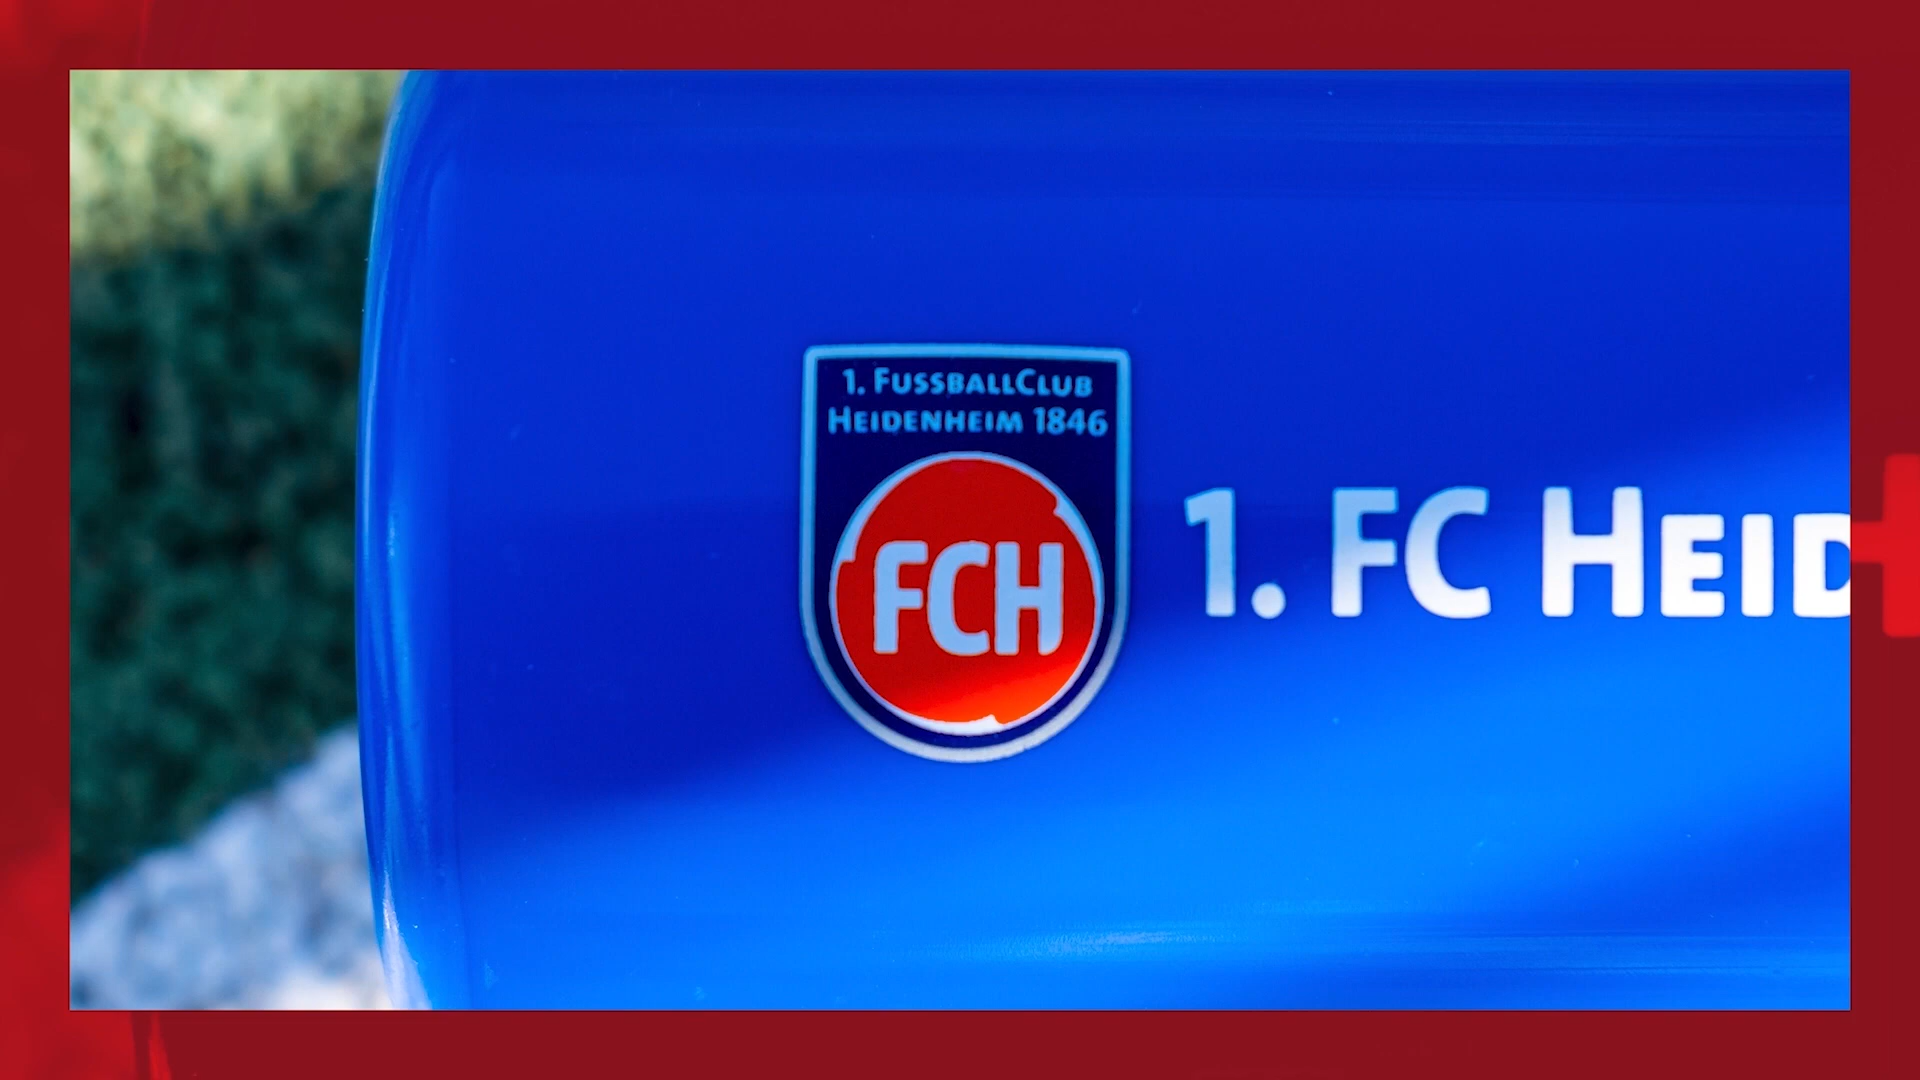 1. FUSSBALLCLUB
HEIDENHEIM 1846
FCH
1. FC HEID